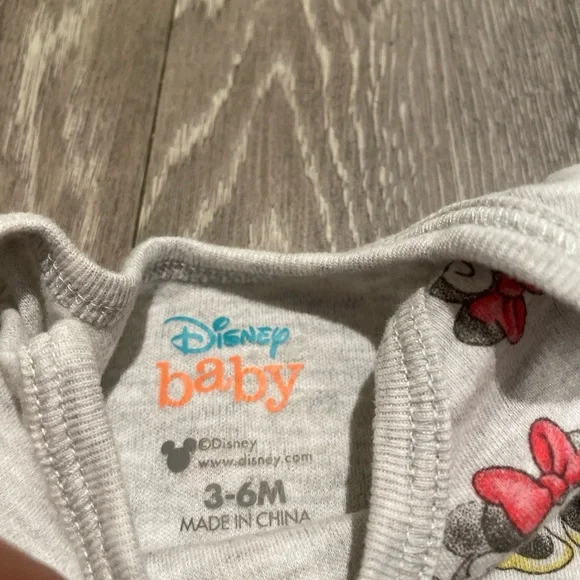 Disney
baby
©Disney
www.disney.com
3-6M
MADE IN CHINA